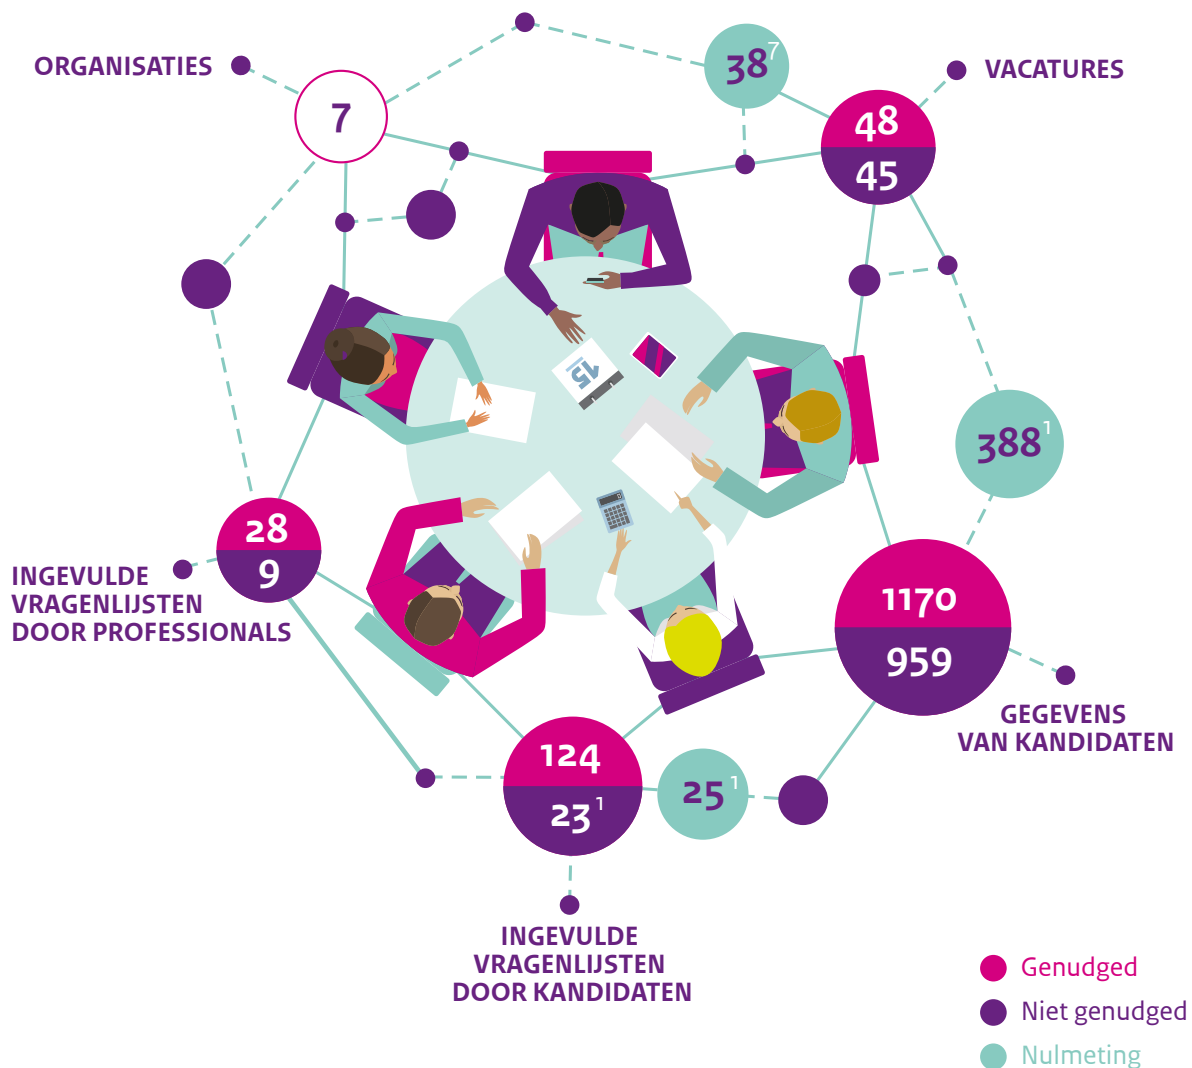 ORGANISATIES
7
38⁷
VACATURES
48
45
15
388¹
28
9
INGEVULDE
VRAGENLIJSTEN
DOOR PROFESSIONALS
1170
959
GEGEVENS
VAN KANDIDATEN
124
23¹
25¹
INGEVULDE
VRAGENLIJSTEN
DOOR KANDIDATEN
Genudged
Niet genudged
Nulmeting